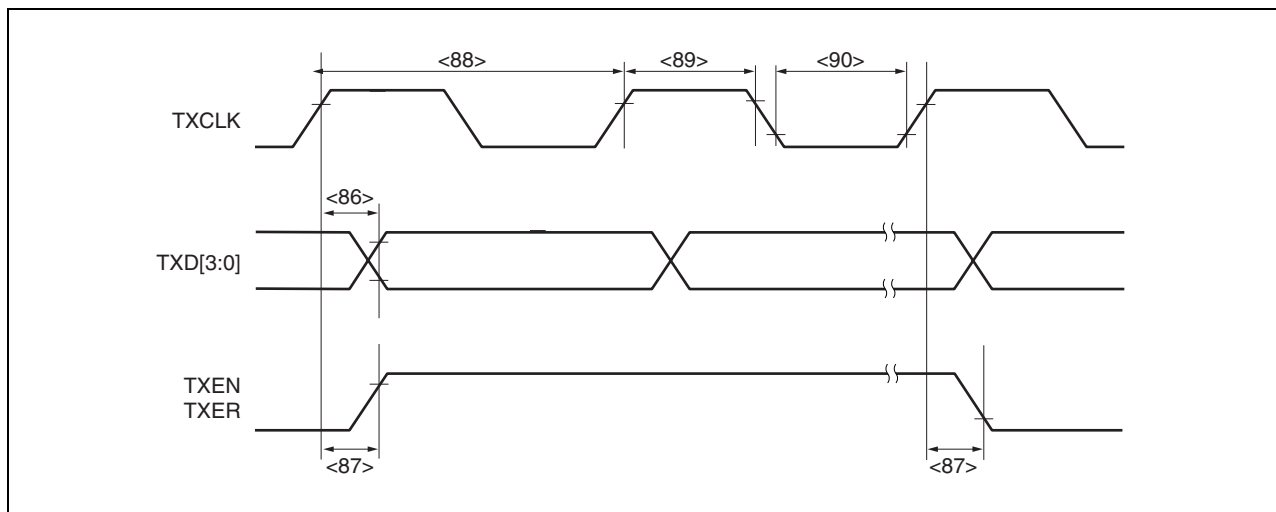 <88>
<89>
<90>
TXCLK
<86>
TXD[3:0]
TXEN
TXER
<87>
<87>